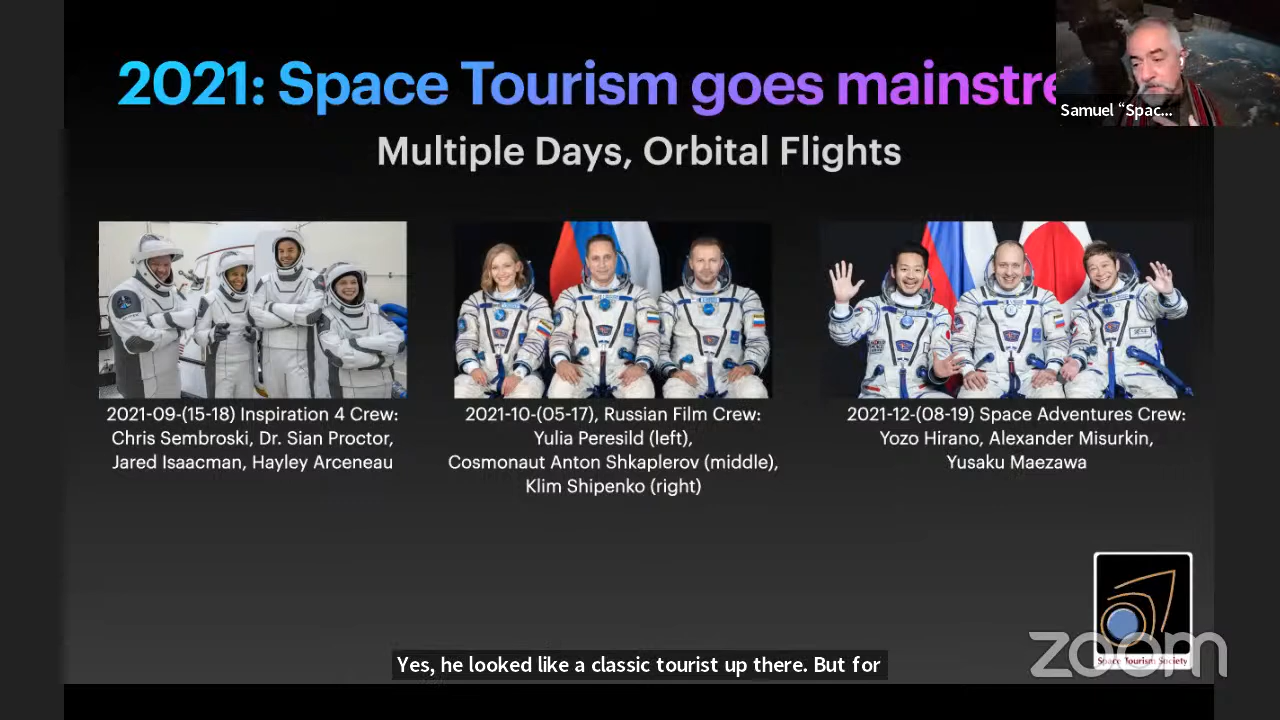 2021: Space Tourism goes mainstre
Samuel “Spac...
Multiple Days, Orbital Flights
2021-09-(15-18) Inspiration 4 Crew:
Chris Sembroski, Dr. Sian Proctor,
Jared Isaacman, Hayley Arceneau
2021-10-(05-17), Russian Film Crew:
Yulia Peresild (left),
Cosmonaut Anton Shkaplerov (middle),
Klim Shipenko (right)
2021-12-(08-19) Space Adventures Crew:
Yozo Hirano, Alexander Misurkin,
Yusaku Maezawa
Space Tourism Society
zoom
Yes, he looked like a classic tourist up there. But for